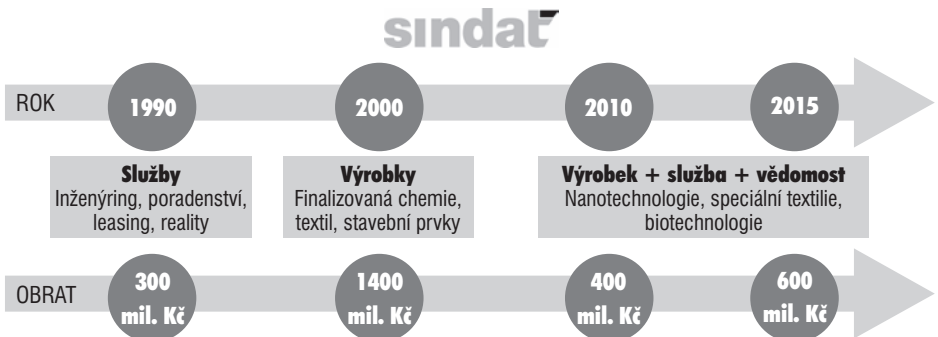 sindat
ROK
1990
2000
2010
2015
Služby
Inženýring, poradenství,
leasing, reality
Výrobky
Finalizovaná chemie,
textil, stavební prvky
Výrobek + služba + vědomost
Nanotechnologie, speciální textilie,
biotechnologie
OBRAT
300
mil. Kč
1400
mil. Kč
400
mil. Kč
600
mil. Kč